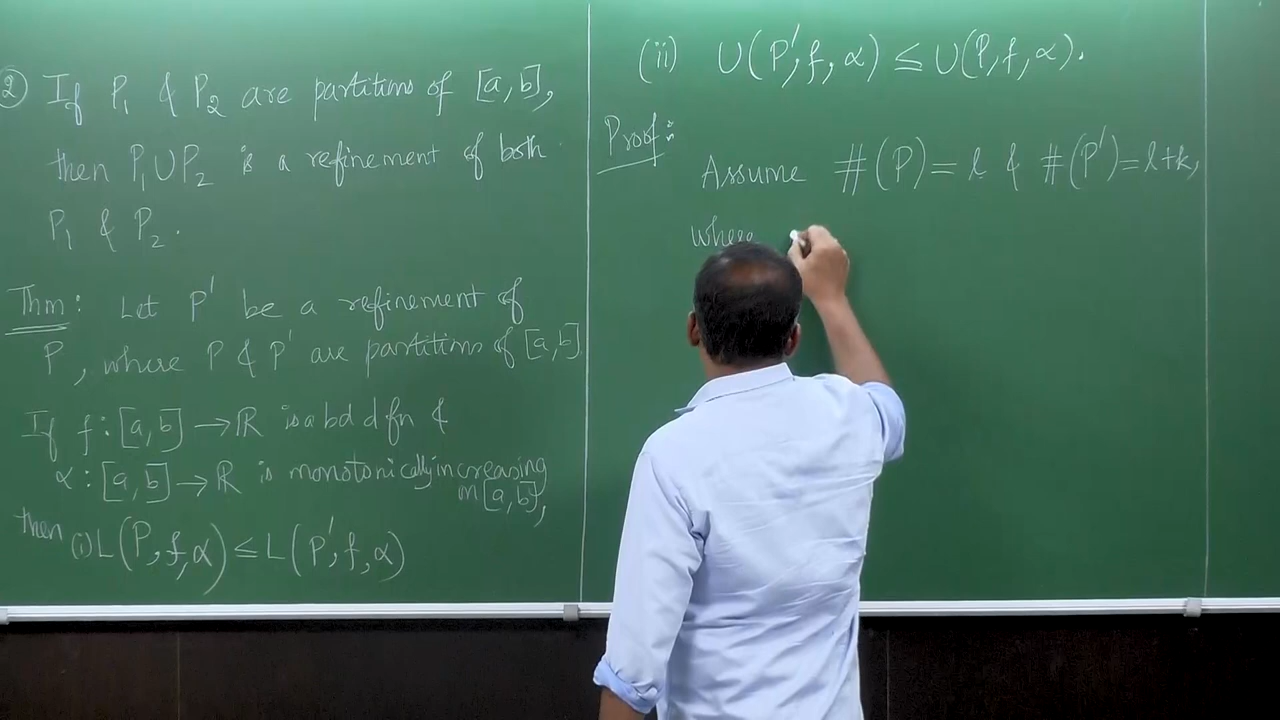 ② If P₁ & P₂ are partitions of [a,b],
then P₁∪P₂ is a refinement of both
P₁ & P₂.
Thm: Let P' be a refinement of
P, where P & P' are partitions of [a,b]
If f:[a,b]→ℝ is a bdd fn &
α:[a,b]→ℝ is monotonically increasing
on [a,b],
then (i) L(P,f,α) ≤ L(P',f,α)
(ii) U(P',f,α) ≤ U(P,f,α).
Proof:
Assume #(P)=l & #(P')=l+k,
where